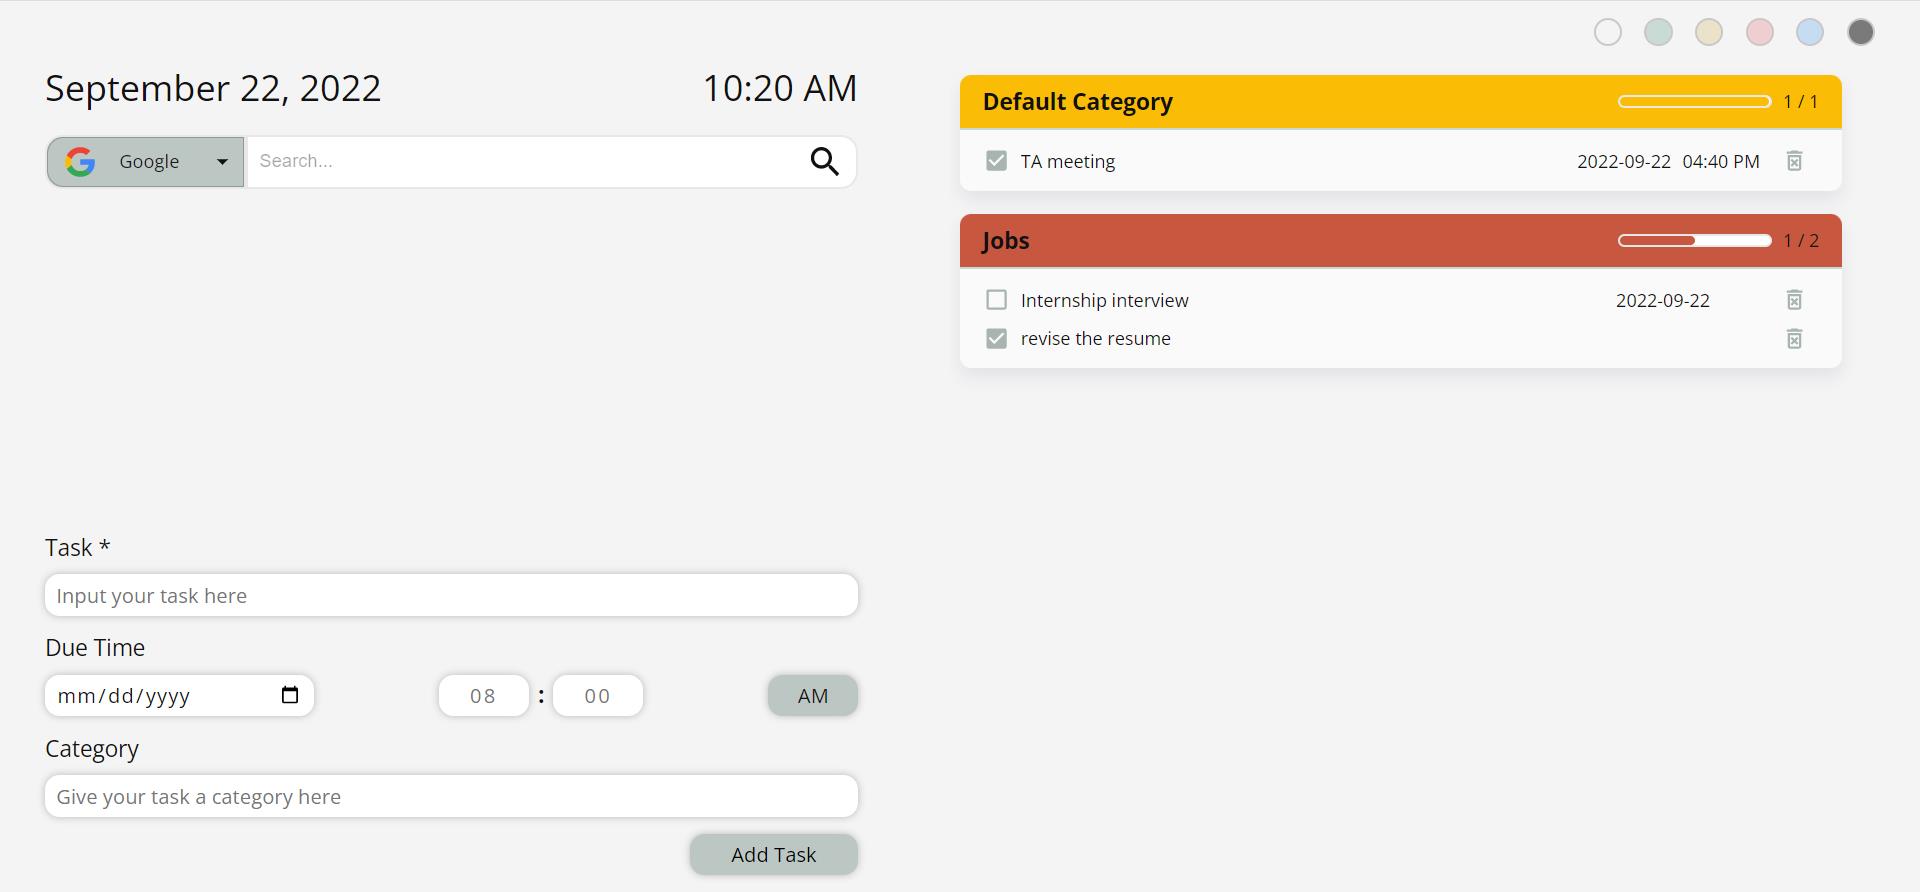 September 22, 2022
10:20 AM
Google
Search...
Task *
Input your task here
Due Time
mm/dd/yyyy
08 : 00
AM
Category
Give your task a category here
Add Task
Default Category
1 / 1
TA meeting
2022-09-22 04:40 PM
Jobs
1 / 2
Internship interview
2022-09-22
revise the resume